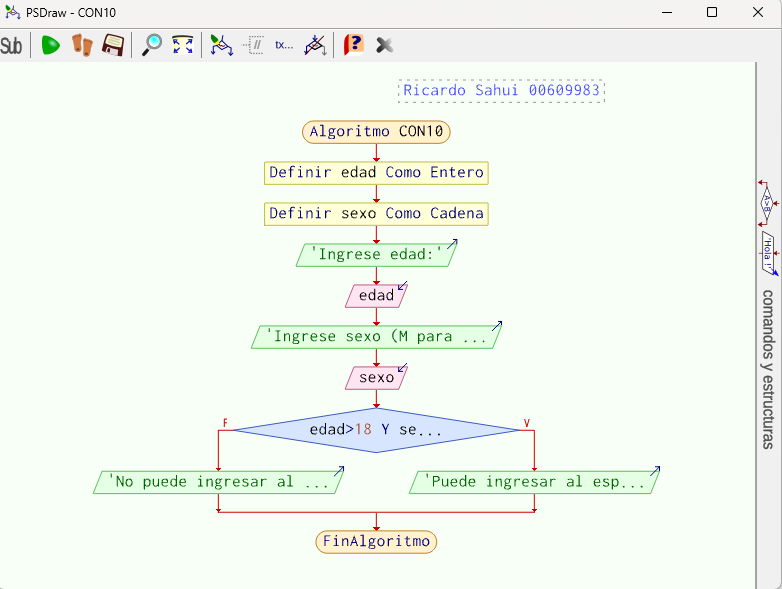 PSDraw - CON10
Sub
tx...
?
Ricardo Sahui 00609983
Algoritmo CON10
Definir edad Como Entero
Definir sexo Como Cadena
'Ingrese edad:'
edad
'Ingrese sexo (M para ...
sexo
F
V
edad>18 Y se...
'No puede ingresar al ...
'Puede ingresar al esp...
FinAlgoritmo
A>B
'Hola !'
comandos y estructuras